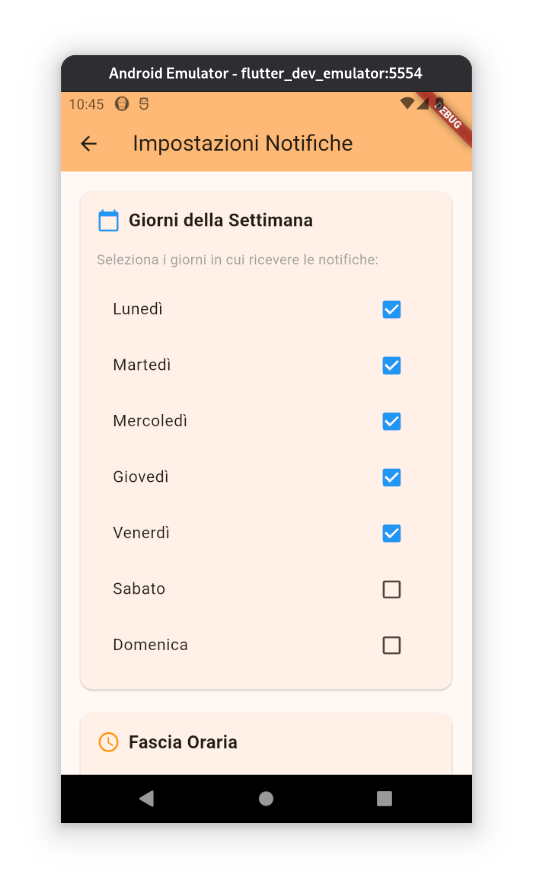 Android Emulator - flutter_dev_emulator:5554
10:45
DEBUG
Impostazioni Notifiche
Giorni della Settimana
Seleziona i giorni in cui ricevere le notifiche:
Lunedì
Martedì
Mercoledì
Giovedì
Venerdì
Sabato
Domenica
Fascia Oraria